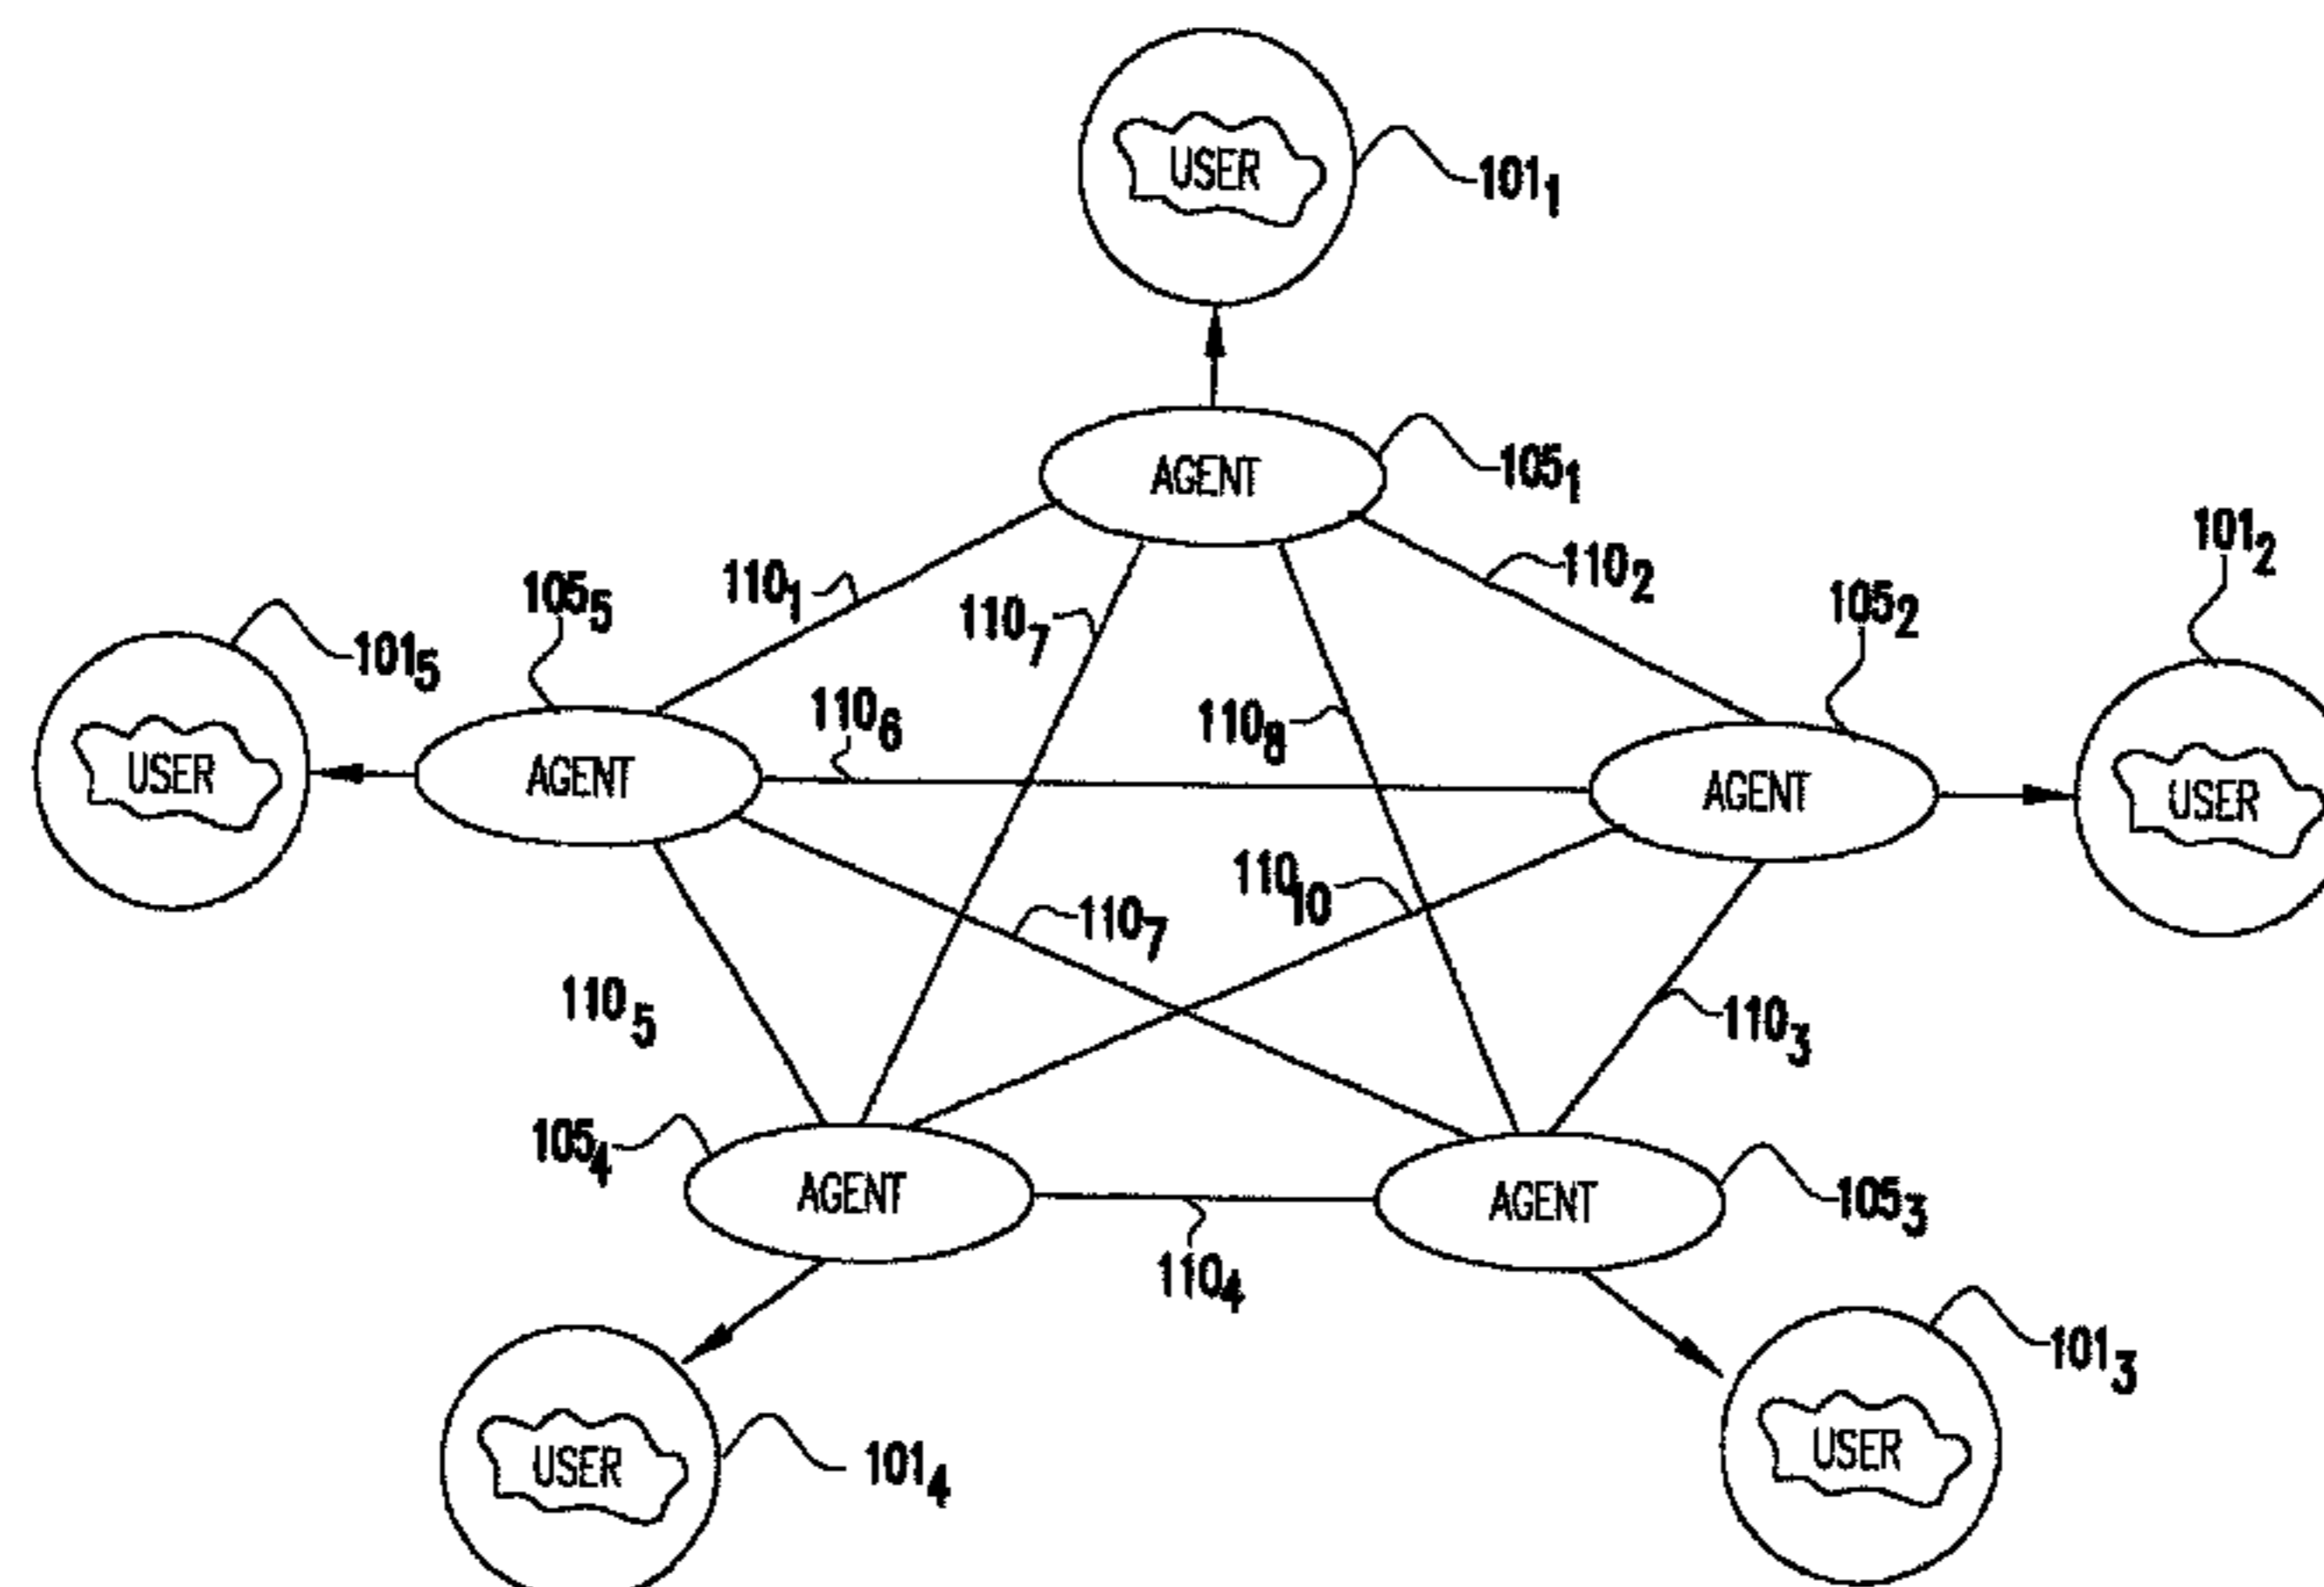 USER
101₁
AGENT
105₁
110₁
110₂
101₂
105₅
110₇
105₂
101₅
110₆
110₈
USER
AGENT
AGENT
USER
110₁₀
110₇
110₅
110₃
105₄
AGENT
AGENT
105₃
110₄
101₃
USER
101₄
USER